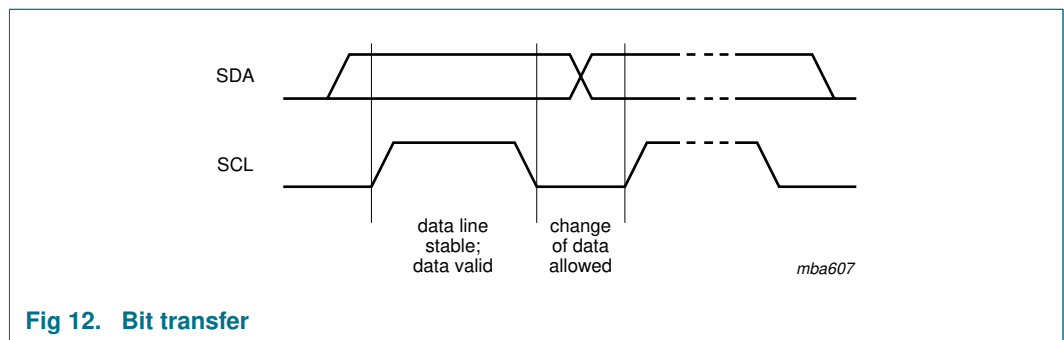 SDA
SCL
data line
stable;
data valid
change
of data
allowed
mba607
Fig 12. Bit transfer